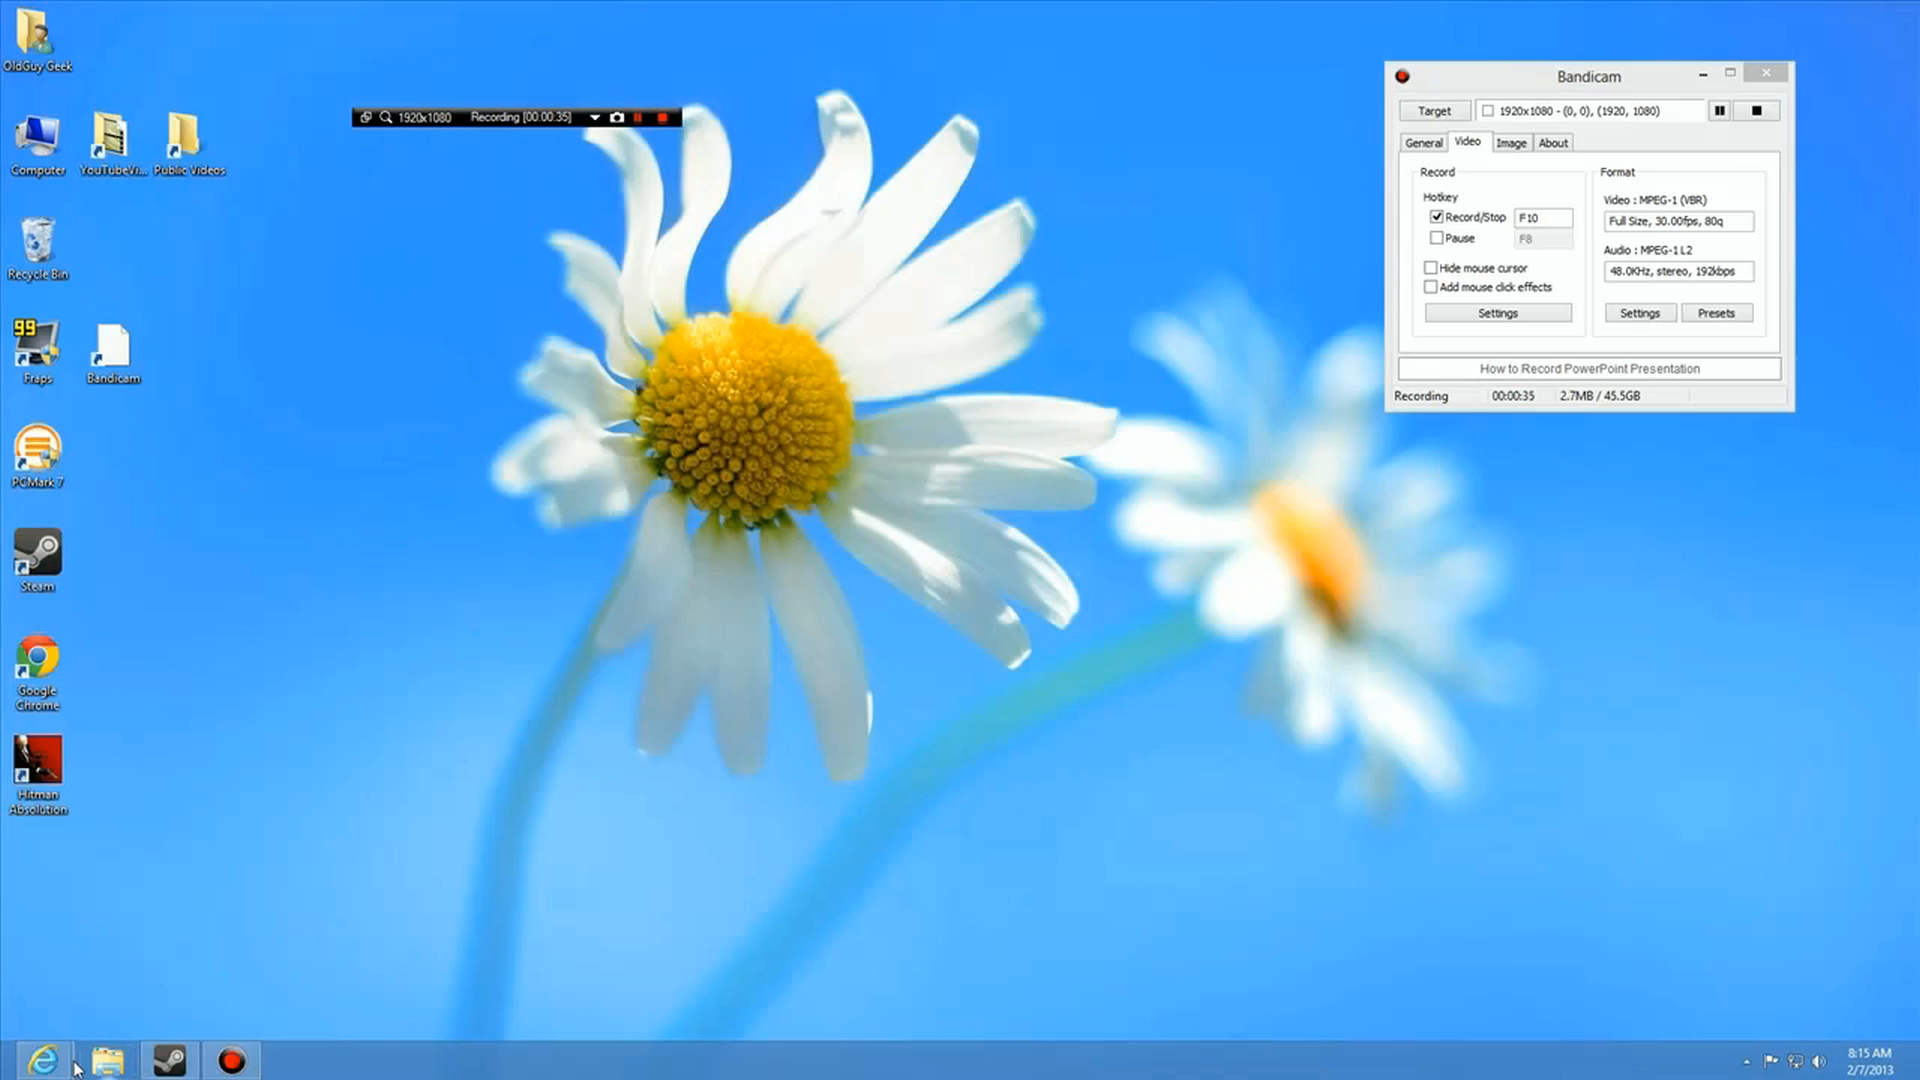 OldGuy Geek
Computer
YouTubeVi...
Public Videos
Recycle Bin
99
Fraps
Bandicam
PCMark 7
Steam
Google
Chrome
Hitman
Absolution
1920x1080 Recording [00:00:35]
Bandicam
Target
1920x1080 - (0, 0), (1920, 1080)
General Video Image About
Record
Hotkey
Record/Stop F10
Pause F8
Hide mouse cursor
Add mouse click effects
Settings
Format
Video : MPEG-1 (VBR)
Full Size, 30.00fps, 80q
Audio : MPEG-1 L2
48.0KHz, stereo, 192kbps
Settings Presets
How to Record PowerPoint Presentation
Recording 00:00:35 2.7MB / 45.5GB
8:15 AM
2/7/2013